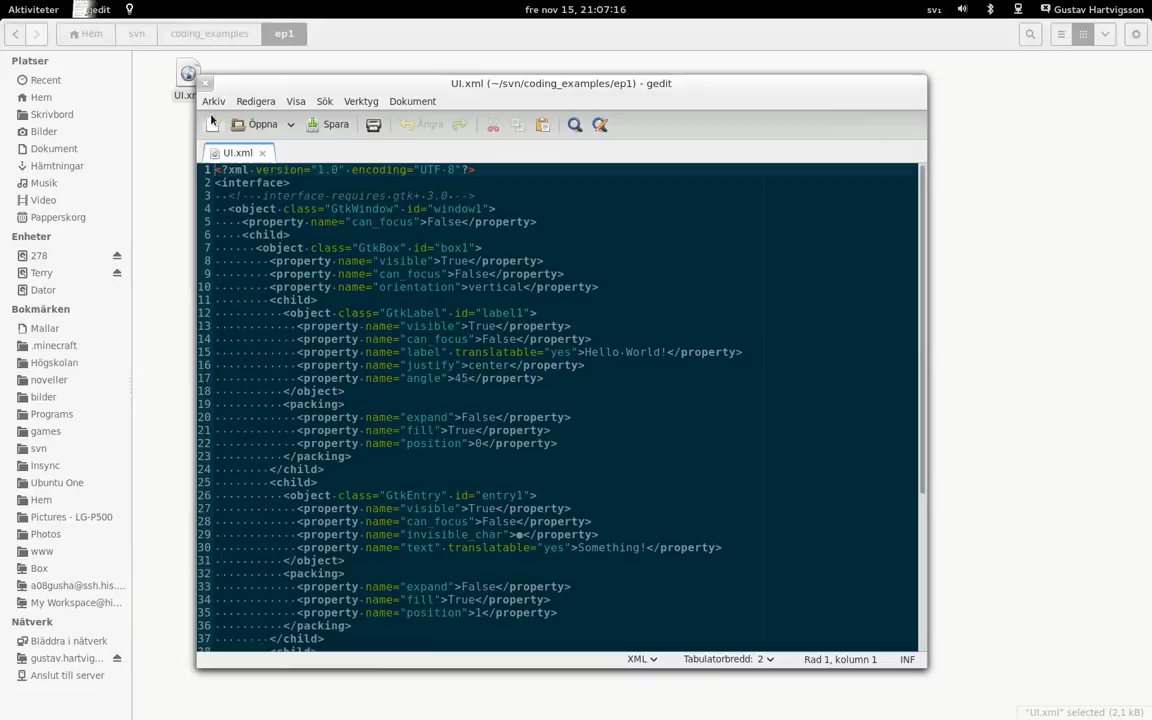 Aktiviteter gedit fre nov 15, 21:07:16 sv₁ Gustav Hartvigsson
Hem svn coding_examples ep1
Platser
Recent
Hem
Skrivbord
Bilder
Dokument
Hämtningar
Musik
Video
Papperskorg
Enheter
278
Terry
Dator
Bokmärken
Mallar
.minecraft
Högskolan
noveller
bilder
Programs
games
svn
Insync
Ubuntu One
Hem
Pictures - LG-P500
Photos
www
Box
a08gusha@ssh.his....
My Workspace@hi...
Nätverk
Bläddra i nätverk
gustav.hartvig...
Anslut till server
UI.xm
UI.xml (~/svn/coding_examples/ep1) - gedit
Arkiv Redigera Visa Sök Verktyg Dokument
Öppna Spara Ångra
UI.xml
1 <?xml·version="1.0"·encoding="UTF-8"?>
2 <interface>
3 ··<!--·interface-requires·gtk+·3.0·-->
4 ··<object·class="GtkWindow"·id="window1">
5 ····<property·name="can_focus">False</property>
6 ····<child>
7 ······<object·class="GtkBox"·id="box1">
8 ········<property·name="visible">True</property>
9 ········<property·name="can_focus">False</property>
10 ········<property·name="orientation">vertical</property>
11 ········<child>
12 ··········<object·class="GtkLabel"·id="label1">
13 ············<property·name="visible">True</property>
14 ············<property·name="can_focus">False</property>
15 ············<property·name="label"·translatable="yes">Hello·World!</property>
16 ············<property·name="justify">center</property>
17 ············<property·name="angle">45</property>
18 ··········</object>
19 ··········<packing>
20 ············<property·name="expand">False</property>
21 ············<property·name="fill">True</property>
22 ············<property·name="position">0</property>
23 ··········</packing>
24 ········</child>
25 ········<child>
26 ··········<object·class="GtkEntry"·id="entry1">
27 ············<property·name="visible">True</property>
28 ············<property·name="can_focus">False</property>
29 ············<property·name="invisible_char">●</property>
30 ············<property·name="text"·translatable="yes">Something!</property>
31 ··········</object>
32 ··········<packing>
33 ············<property·name="expand">False</property>
34 ············<property·name="fill">True</property>
35 ············<property·name="position">1</property>
36 ··········</packing>
37 ········</child>
38 ········<child>
XML Tabulatorbredd: 2 Rad 1, kolumn 1 INF
"UI.xml" selected (2,1 kB)